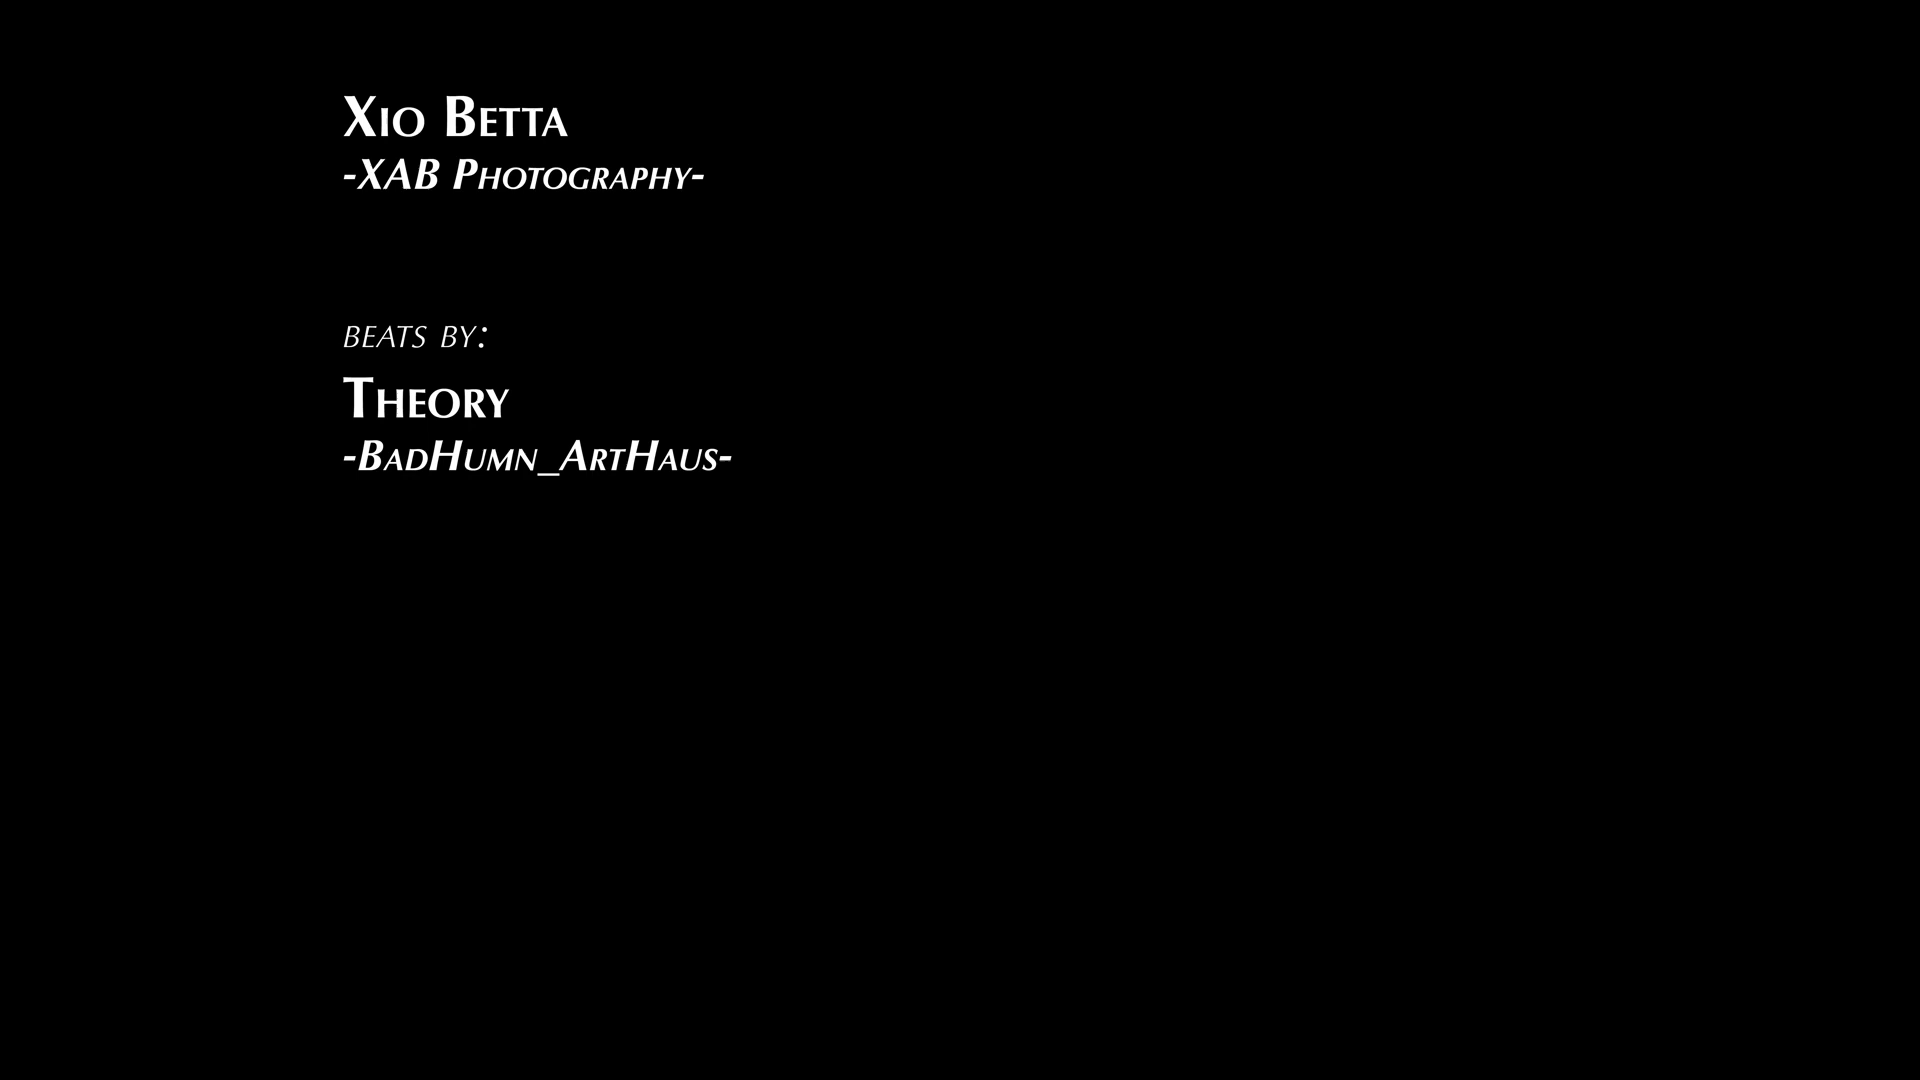 Xio Betta
-XAB Photography-
beats by:
Theory
-BadHumn_ArtHaus-